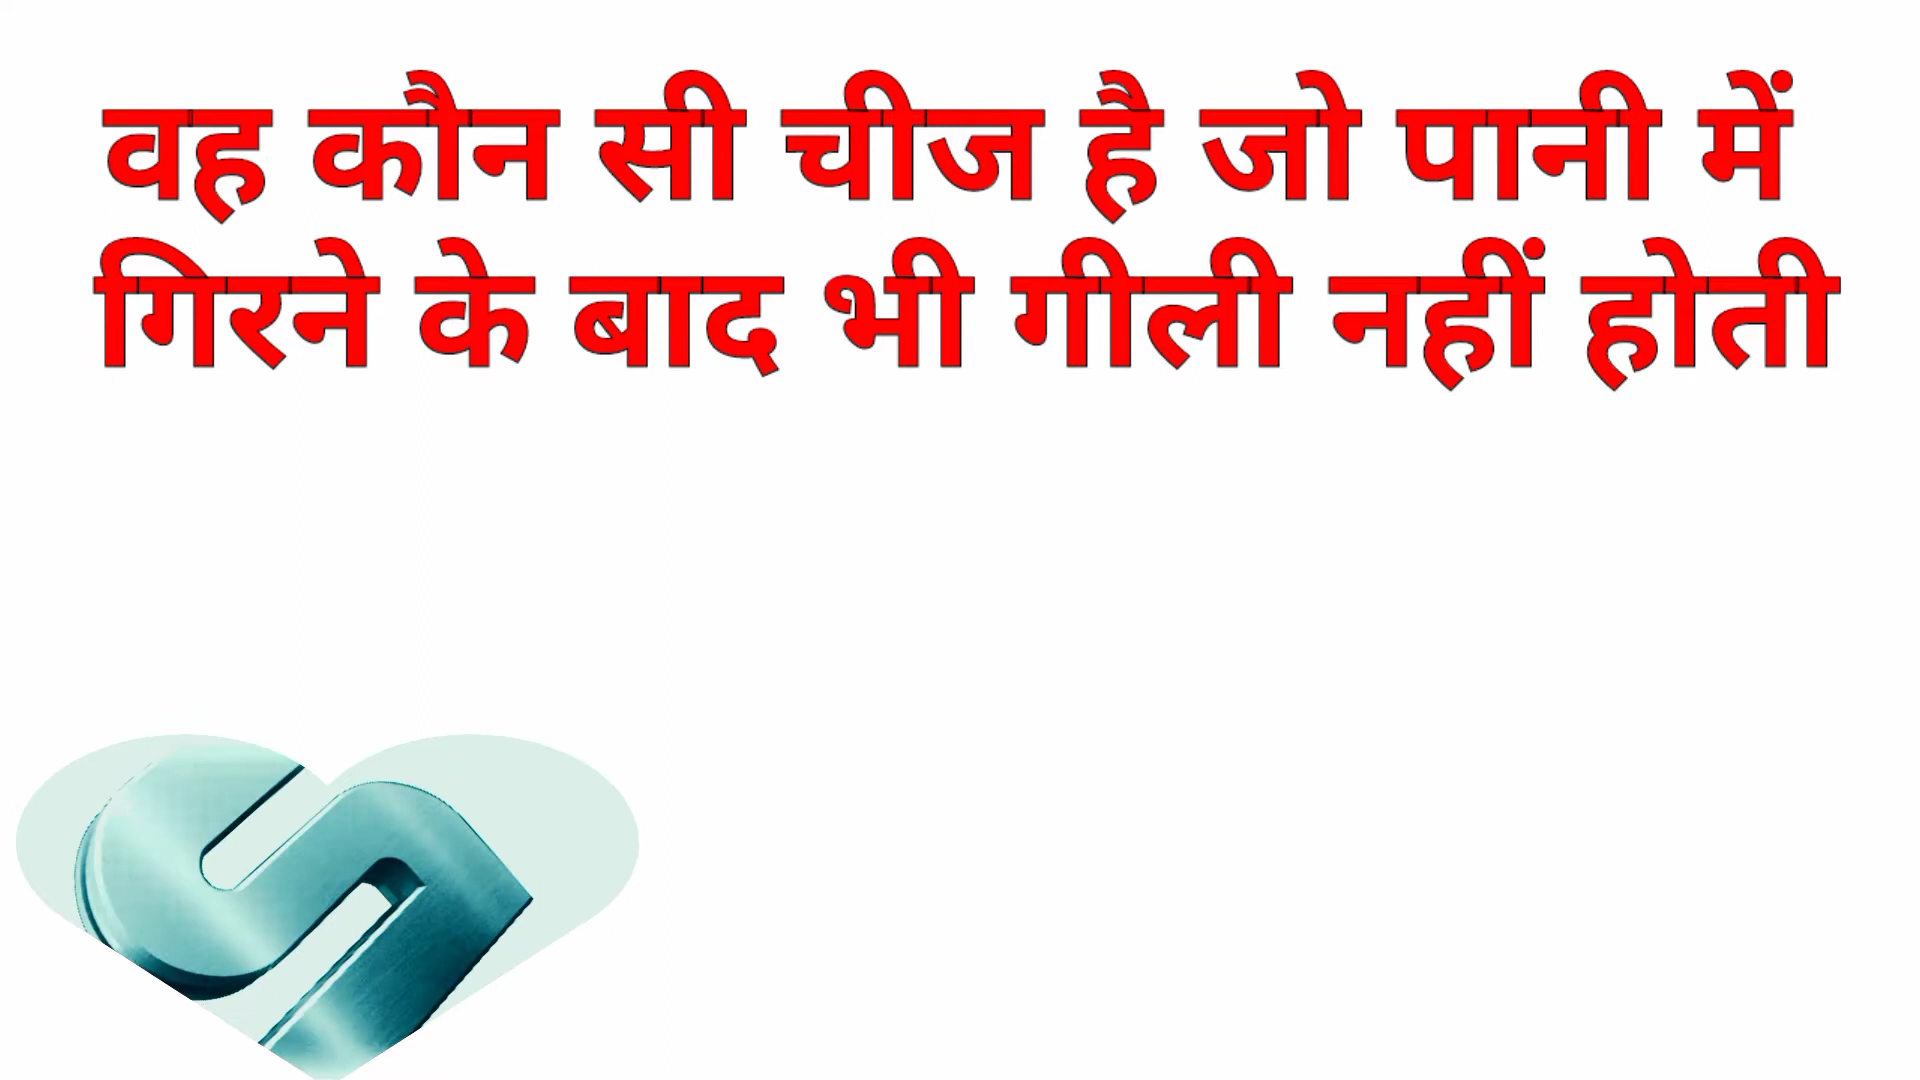 वह कौन सी चीज है जो पानी में
गिरने के बाद भी गीली नहीं होती